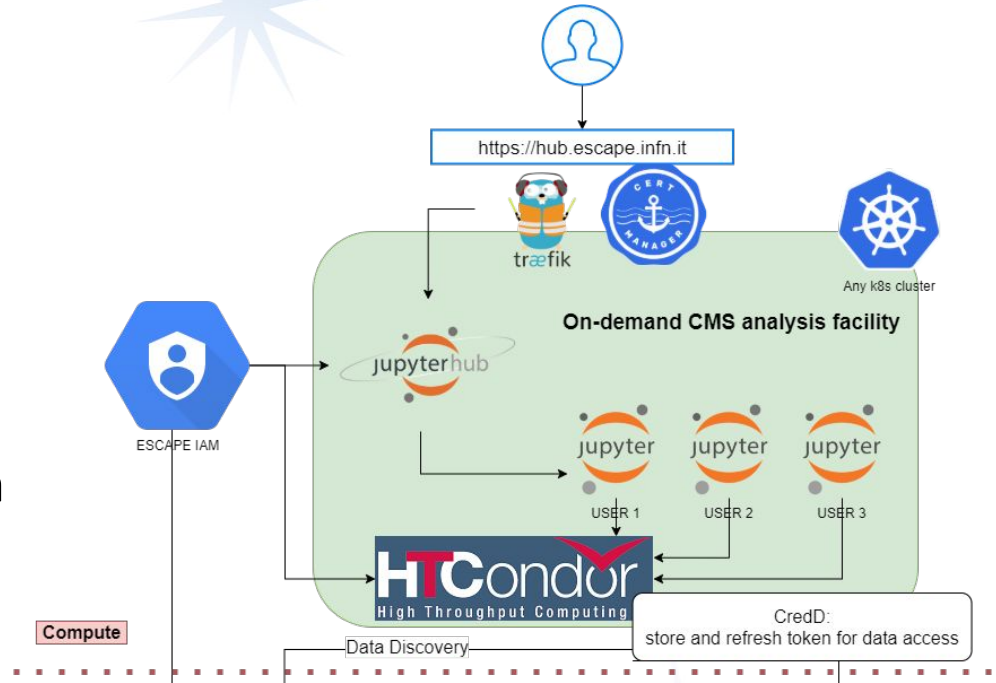 https://hub.escape.infn.it
CERT
MANAGER
træfik
Any k8s cluster
On-demand CMS analysis facility
jupyterhub
ESCAPE IAM
jupyter
jupyter
jupyter
USER 1
USER 2
USER 3
HTCondor
High Throughput Computing
CredD:
store and refresh token for data access
Compute
Data Discovery